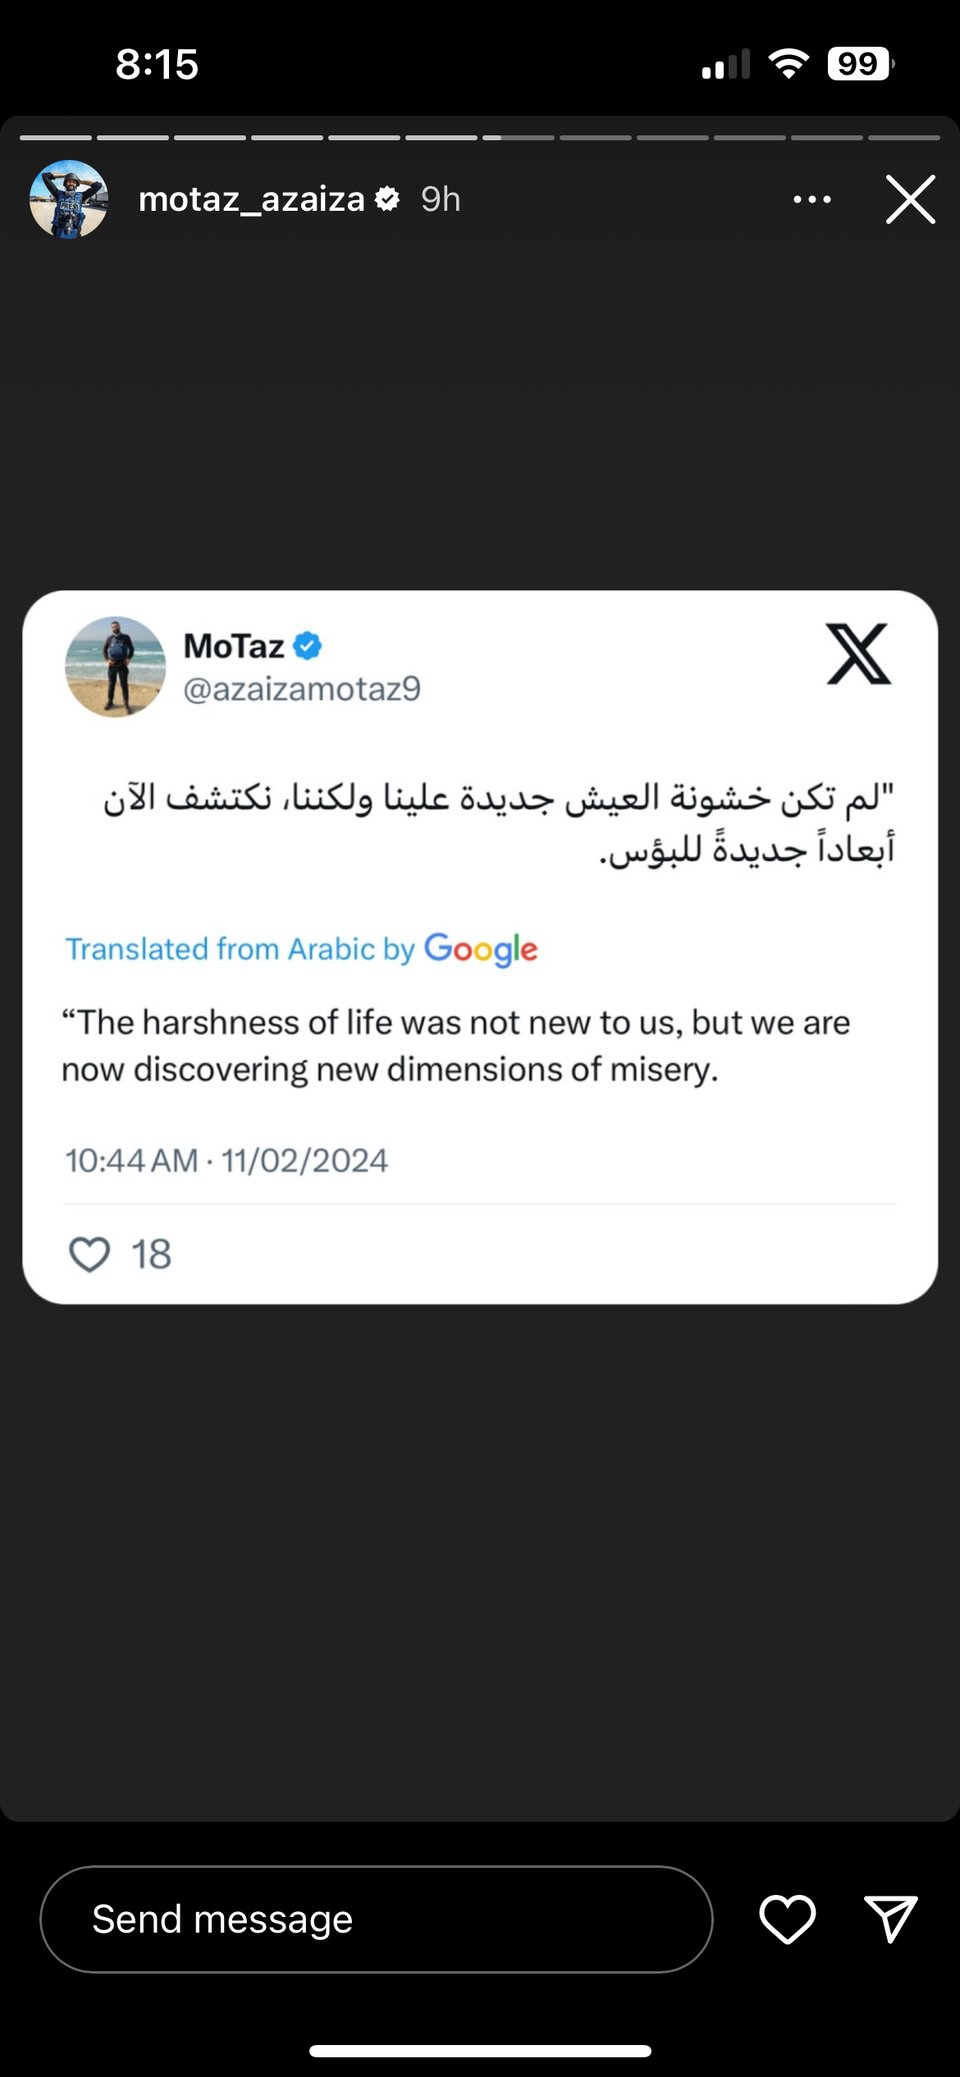 8:15
99
motaz_azaiza 9h
PRESS
MoTaz
@azaizamotaz9
"لم تكن خشونة العيش جديدة علينا ولكننا، نكتشف الآن
أبعاداً جديدةً للبؤس.
Translated from Arabic by Google
“The harshness of life was not new to us, but we are
now discovering new dimensions of misery.
10:44 AM · 11/02/2024
18
Send message